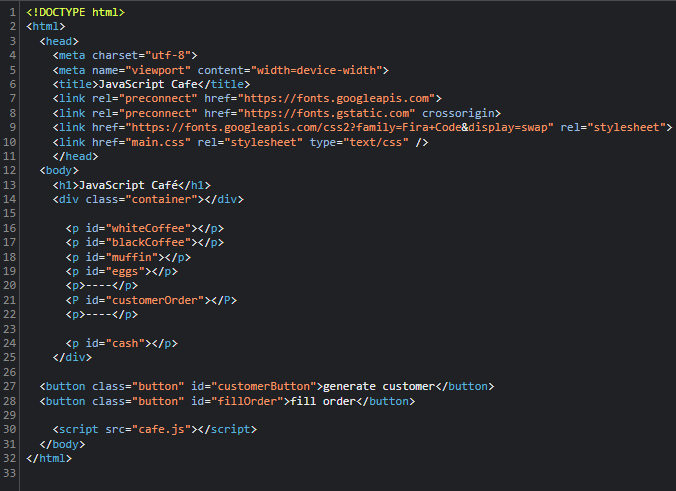 1 <!DOCTYPE html>
2 <html>
3 <head>
4 <meta charset="utf-8">
5 <meta name="viewport" content="width=device-width">
6 <title>JavaScript Cafe</title>
7 <link rel="preconnect" href="https://fonts.googleapis.com">
8 <link rel="preconnect" href="https://fonts.gstatic.com" crossorigin>
9 <link href="https://fonts.googleapis.com/css2?family=Fira+Code&display=swap" rel="stylesheet">
10 <link href="main.css" rel="stylesheet" type="text/css" />
11 </head>
12 <body>
13 <h1>JavaScript Café</h1>
14 <div class="container"></div>
15
16 <p id="whiteCoffee"></p>
17 <p id="blackCoffee"></p>
18 <p id="muffin"></p>
19 <p id="eggs"></p>
20 <p>----</p>
21 <P id="customerOrder"></P>
22 <p>----</p>
23
24 <p id="cash"></p>
25 </div>
26
27 <button class="button" id="customerButton">generate customer</button>
28 <button class="button" id="fillOrder">fill order</button>
29
30 <script src="cafe.js"></script>
31 </body>
32 </html>
33